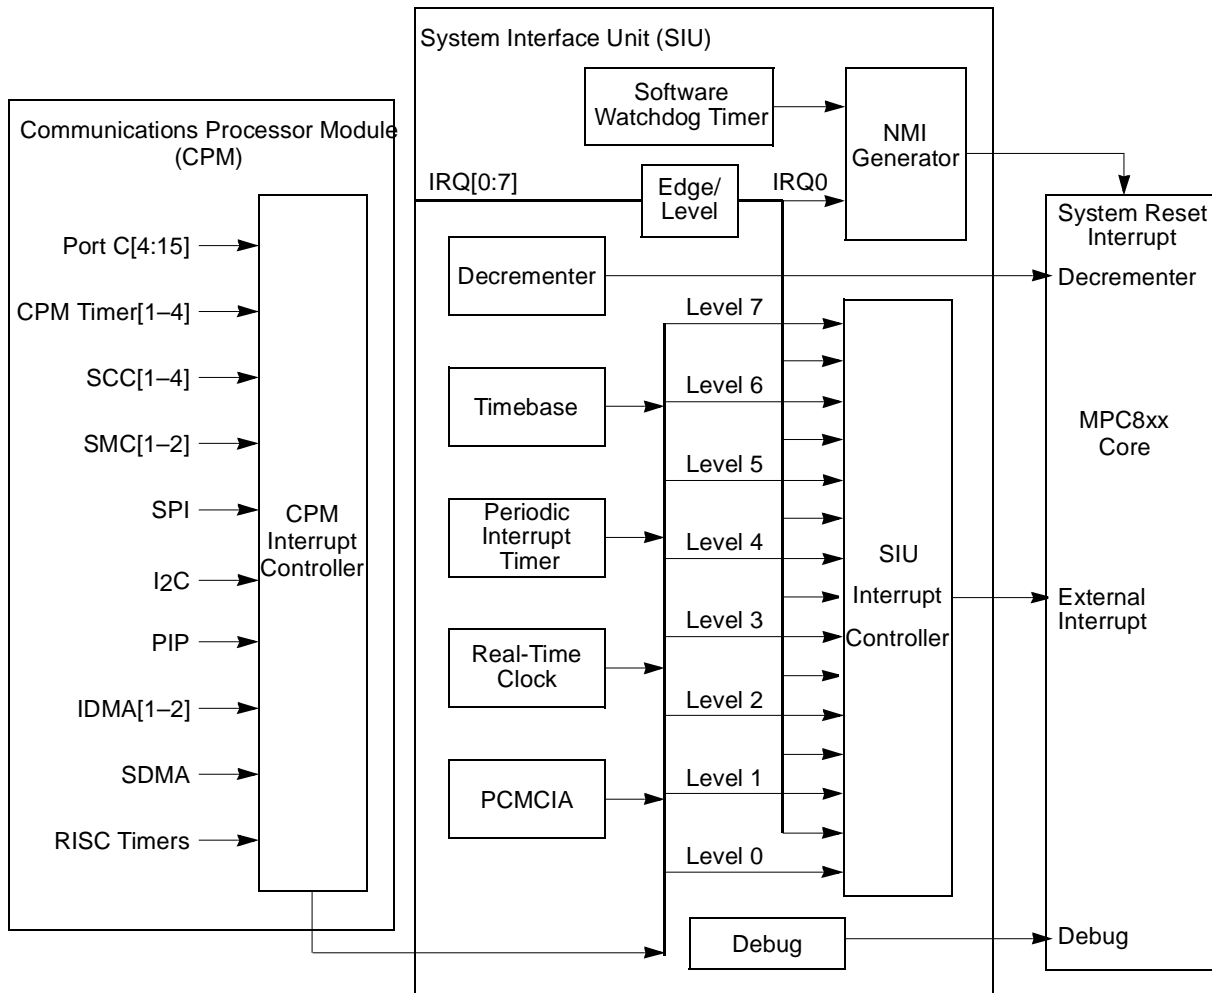 System Interface Unit (SIU)
Software
Watchdog Timer
NMI
Generator
Communications Processor Module
(CPM)
IRQ[0:7]
Edge/
Level
IRQ0
System Reset
Interrupt
Port C[4:15]
Decrementer
Decrementer
CPM Timer[1–4]
Level 7
SCC[1–4]
Timebase
Level 6
MPC8xx
Core
SMC[1–2]
Level 5
SPI
CPM
Interrupt
Controller
Periodic
Interrupt
Timer
Level 4
SIU
Interrupt
Controller
I2C
External
Interrupt
PIP
Real-Time
Clock
Level 3
IDMA[1–2]
Level 2
SDMA
PCMCIA
Level 1
RISC Timers
Level 0
Debug
Debug